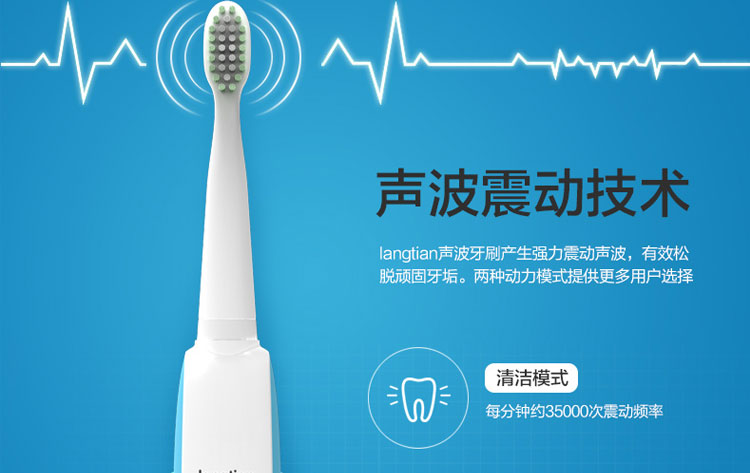 声波震动技术
langtian声波牙刷产生强力震动声波，有效松
脱顽固牙垢。两种动力模式提供更多用户选择
清洁模式
每分钟约35000次震动频率